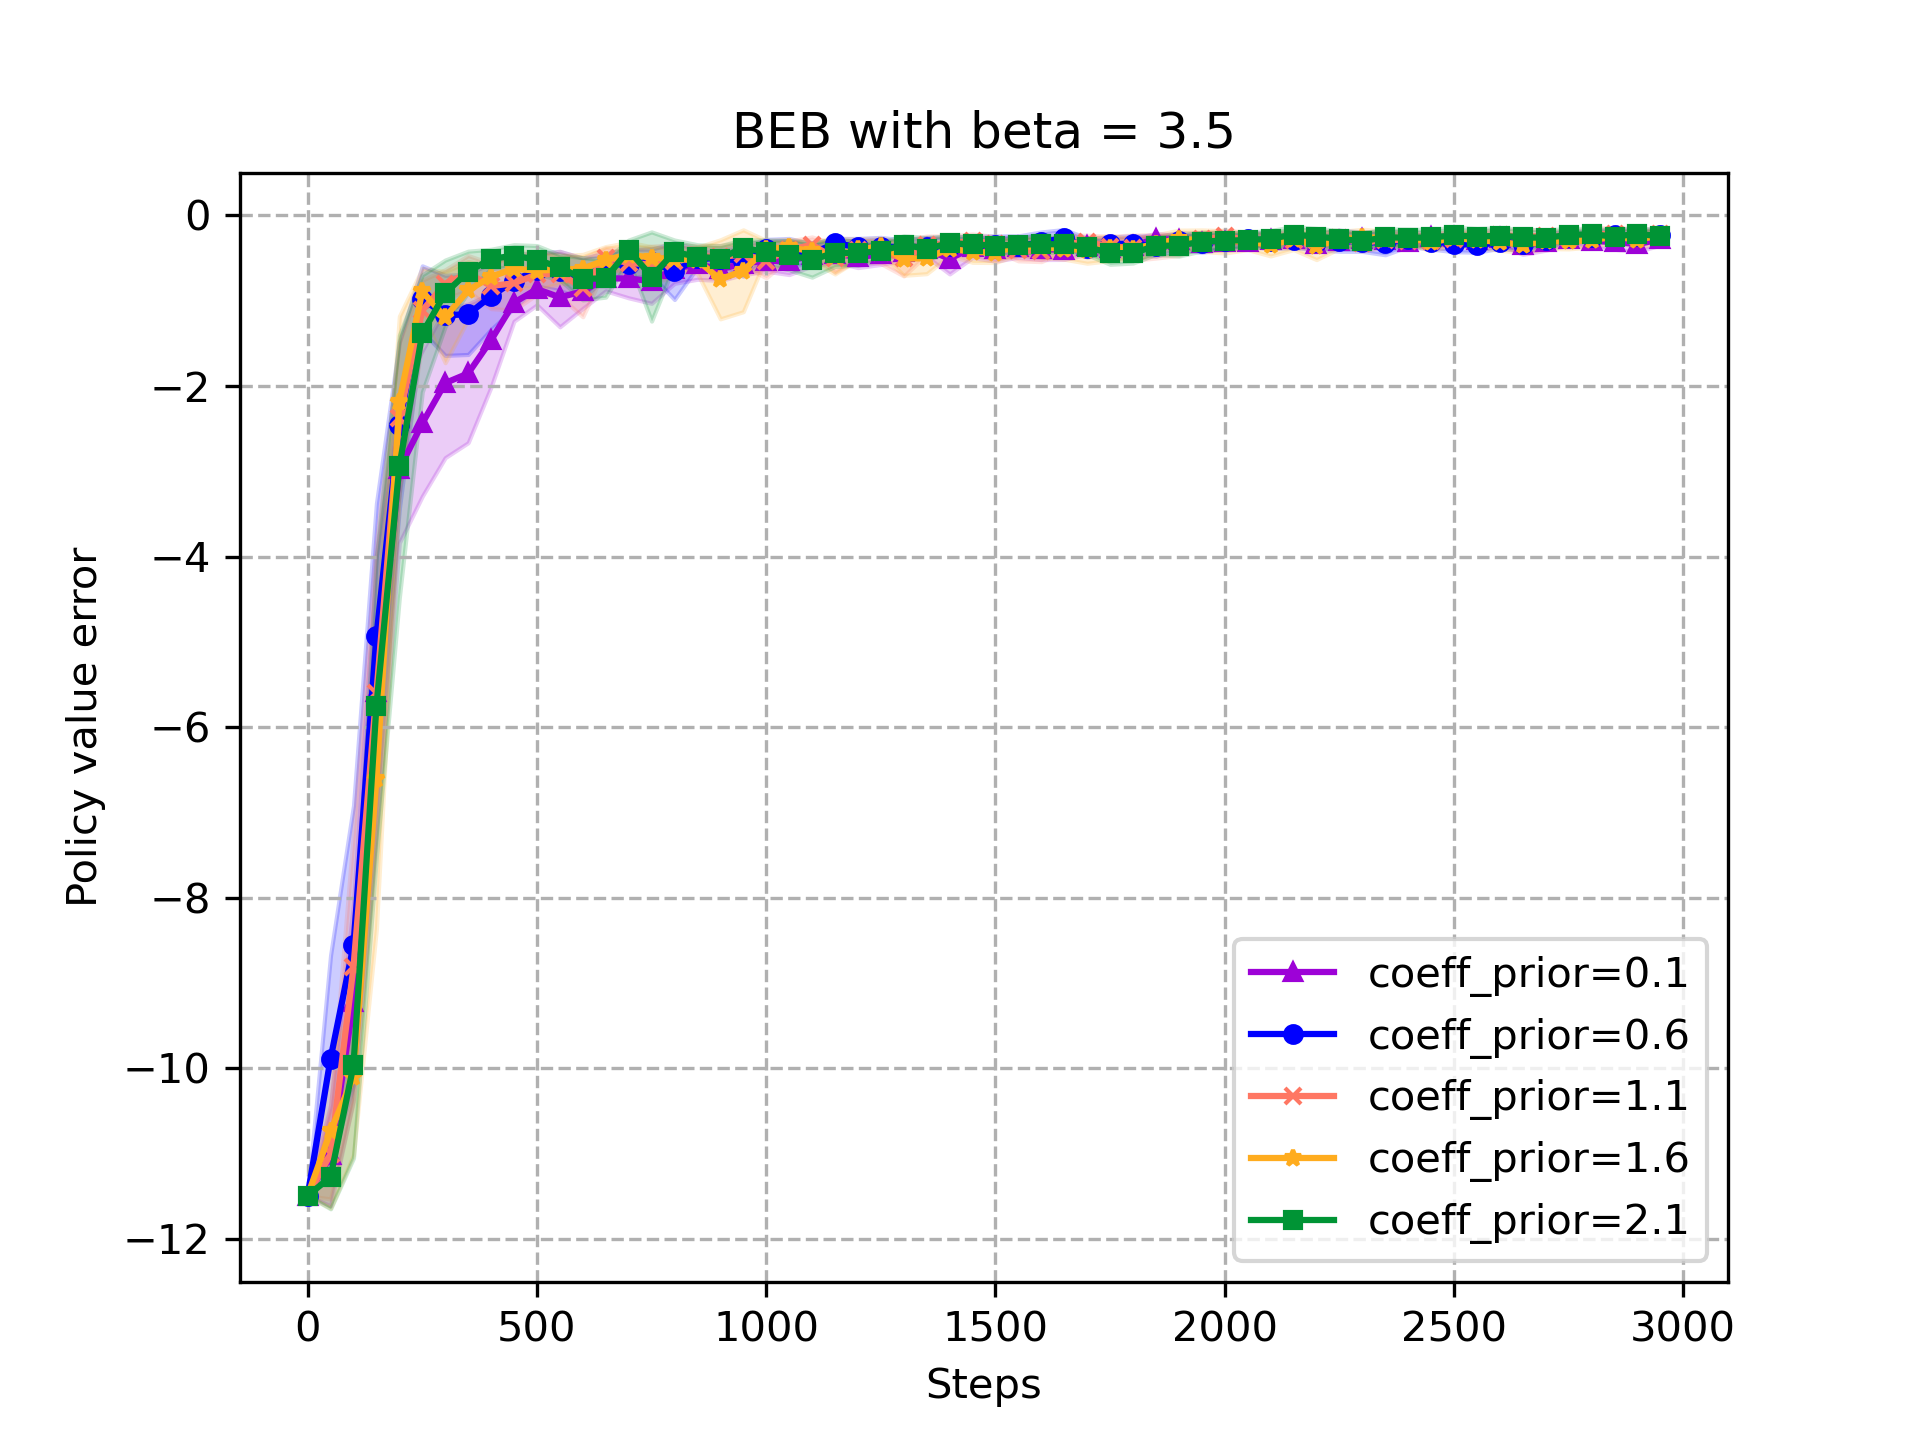 BEB with beta = 3.5
0
−2
−4
−6
−8
−10
−12
Policy value error
0 500 1000 1500 2000 2500 3000
Steps
coeff_prior=0.1
coeff_prior=0.6
coeff_prior=1.1
coeff_prior=1.6
coeff_prior=2.1